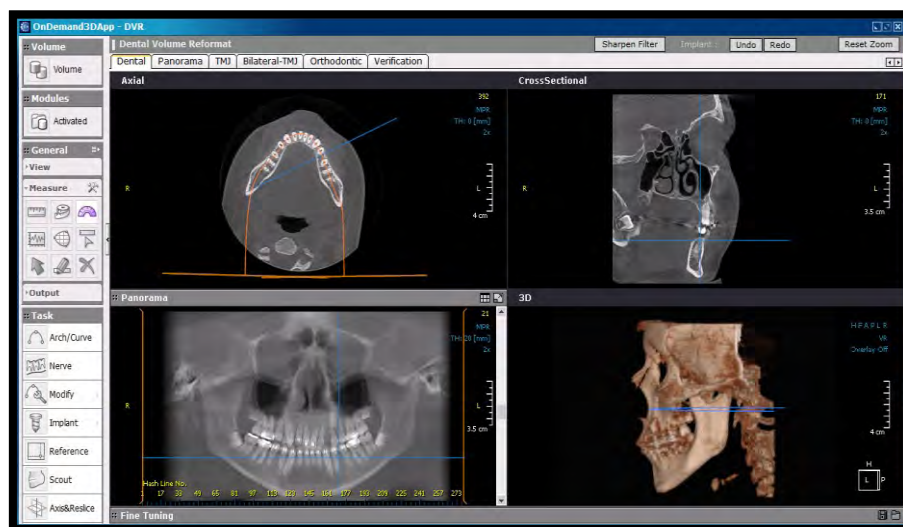 OnDemand3DApp - DVR
Volume
Volume
Modules
Activated
General
View
Measure
Output
Task
Arch/Curve
Nerve
Modify
Implant
Reference
Scout
Axis&Reslice
Dental Volume Reformat
Sharpen Filter
Implant :
Undo
Redo
Reset Zoom
Dental
Panorama
TMJ
Bilateral-TMJ
Orthodontic
Verification
Axial
392
MPR
TH: 0 [mm]
2x
R
L
4 cm
CrossSectional
171
MPR
TH: 0 [mm]
2x
R
L
3.5 cm
Panorama
21
MPR
TH: 20 [mm]
2x
R
L
3.5 cm
Hash Line No.
1 17 33 49 65 81 97 113 129 145 161 177 193 209 225 241 257 273
3D
H F A P L R
VR
Overlay Off
L
4 cm
H
L P
Fine Tuning